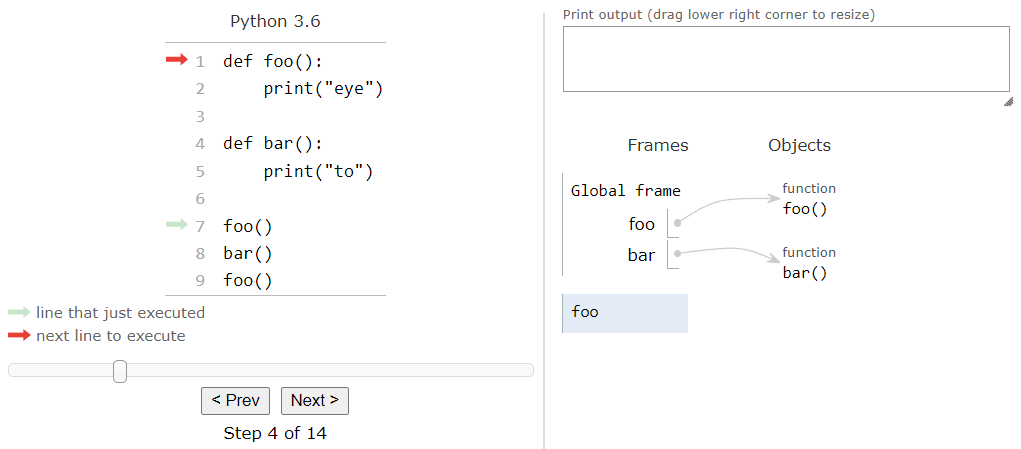 Python 3.6
1 def foo():
2     print("eye")
3
4 def bar():
5     print("to")
6
7 foo()
8 bar()
9 foo()
line that just executed
next line to execute
< Prev Next >
Step 4 of 14
Print output (drag lower right corner to resize)
Frames Objects
Global frame
foo
bar
function
foo()
function
bar()
foo